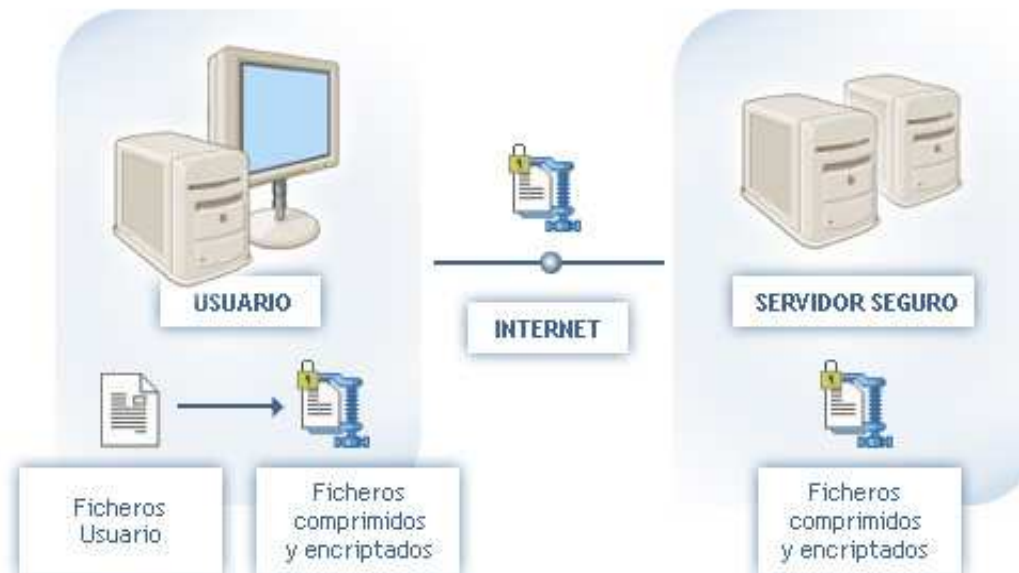 USUARIO
INTERNET
SERVIDOR SEGURO
Ficheros
Usuario
Ficheros
comprimidos
y encriptados
Ficheros
comprimidos
y encriptados